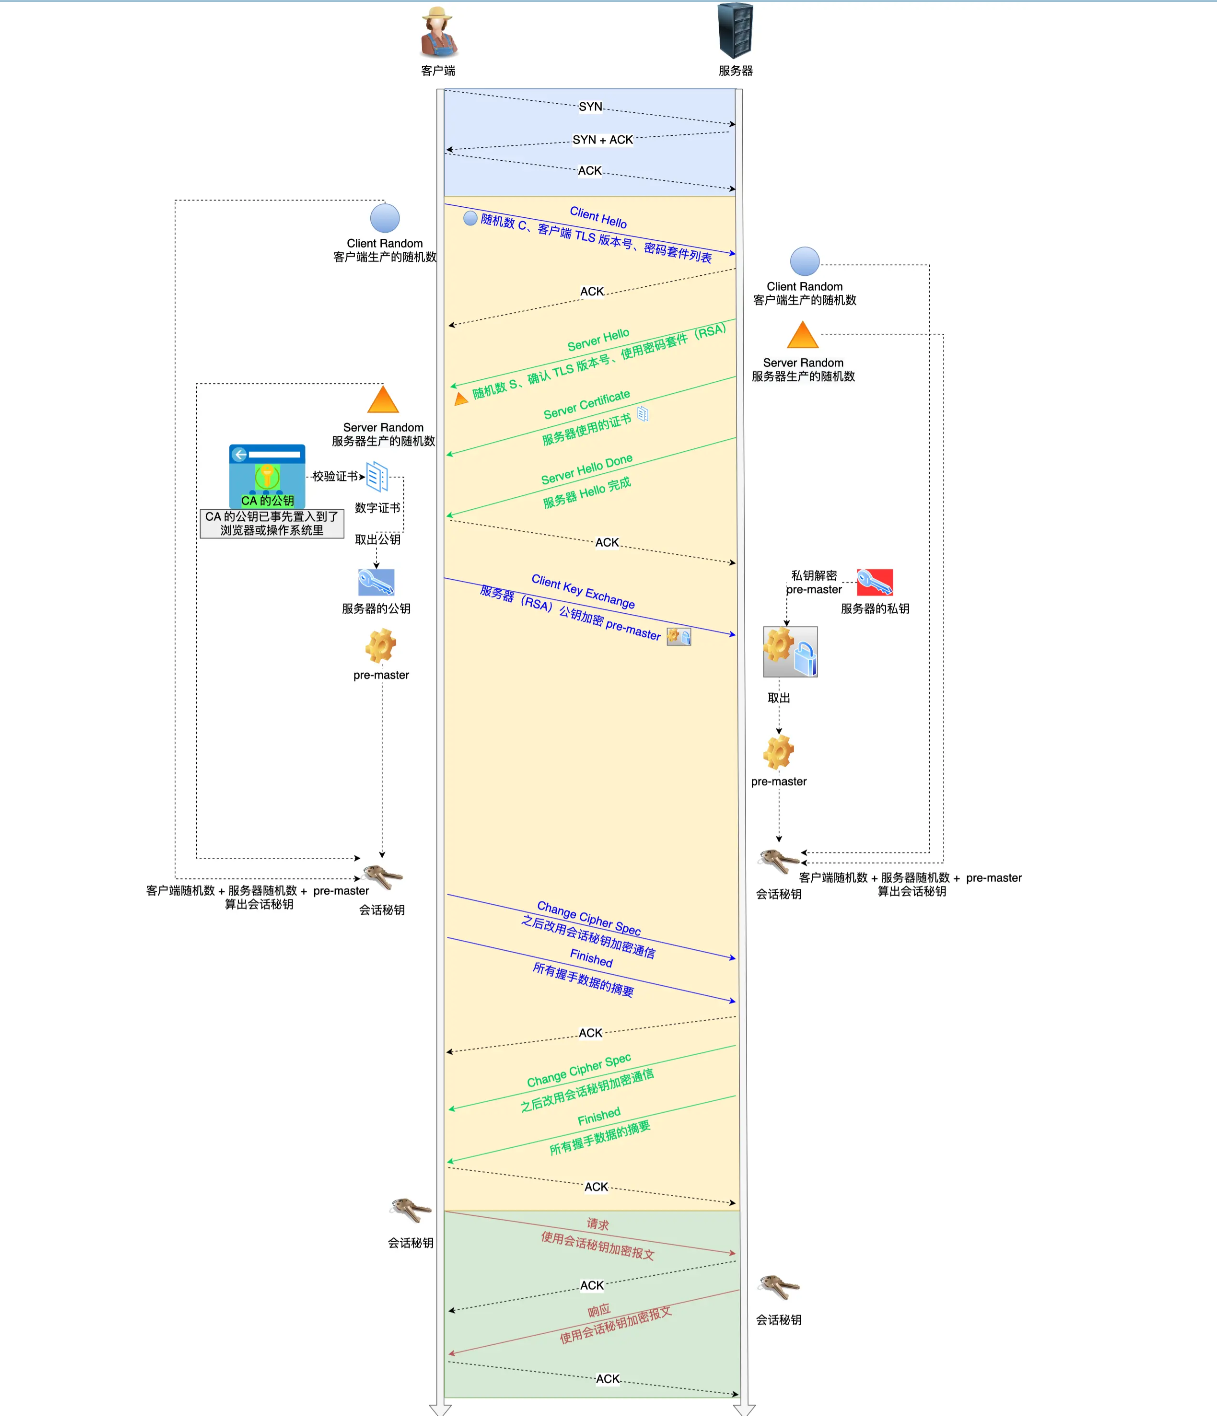 客户端
服务器
SYN
SYN + ACK
ACK
Client Hello
随机数 C、客户端 TLS 版本号、密码套件列表
Client Random
客户端生产的随机数
Client Random
客户端生产的随机数
ACK
Server Hello
随机数 S、确认 TLS 版本号、使用密码套件（RSA）
Server Random
服务器生产的随机数
Server Certificate
服务器使用的证书
Server Random
服务器生产的随机数
Server Hello Done
服务器 Hello 完成
校验证书
CA 的公钥
数字证书
CA 的公钥已事先置入到了
浏览器或操作系统里
取出公钥
ACK
Client Key Exchange
服务器（RSA）公钥加密 pre-master
私钥解密
pre-master
服务器的私钥
服务器的公钥
pre-master
取出
pre-master
客户端随机数 + 服务器随机数 + pre-master
算出会话秘钥
会话秘钥
会话秘钥
客户端随机数 + 服务器随机数 + pre-master
算出会话秘钥
Change Cipher Spec
之后改用会话秘钥加密通信
Finished
所有握手数据的摘要
ACK
Change Cipher Spec
之后改用会话秘钥加密通信
Finished
所有握手数据的摘要
ACK
会话秘钥
请求
使用会话秘钥加密报文
ACK
会话秘钥
响应
使用会话秘钥加密报文
ACK